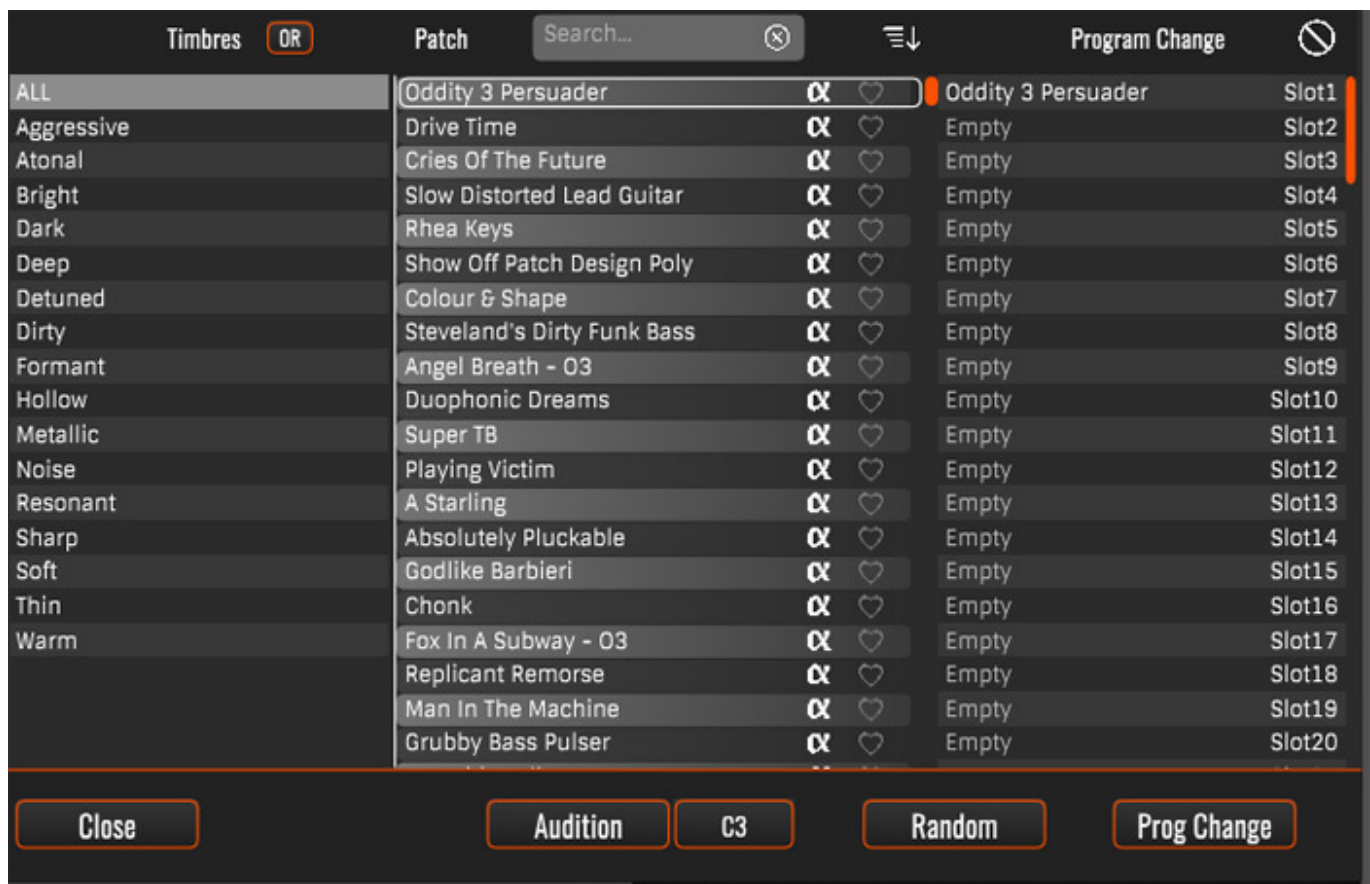 Timbres OR Patch Search... Program Change
ALL Oddity 3 Persuader α Oddity 3 Persuader Slot1
Aggressive Drive Time α Empty Slot2
Atonal Cries Of The Future α Empty Slot3
Bright Slow Distorted Lead Guitar α Empty Slot4
Dark Rhea Keys α Empty Slot5
Deep Show Off Patch Design Poly α Empty Slot6
Detuned Colour & Shape α Empty Slot7
Dirty Steveland's Dirty Funk Bass α Empty Slot8
Formant Angel Breath - O3 α Empty Slot9
Hollow Duophonic Dreams α Empty Slot10
Metallic Super TB α Empty Slot11
Noise Playing Victim α Empty Slot12
Resonant A Starling α Empty Slot13
Sharp Absolutely Pluckable α Empty Slot14
Soft Godlike Barbieri α Empty Slot15
Thin Chonk α Empty Slot16
Warm Fox In A Subway - O3 α Empty Slot17
Replicant Remorse α Empty Slot18
Man In The Machine α Empty Slot19
Grubby Bass Pulser α Empty Slot20
Close Audition C3 Random Prog Change